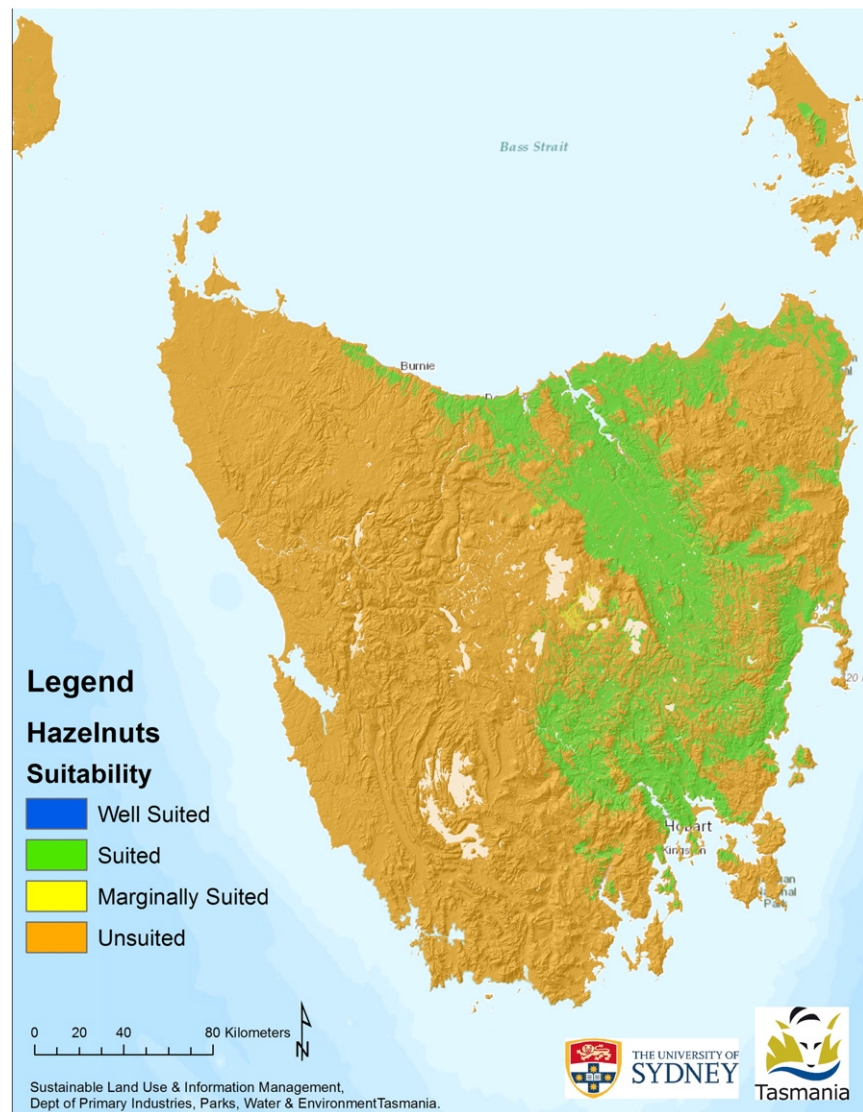 Bass Strait
Burnie
Hobart
Kingston
Park
Legend
Hazelnuts
Suitability
Well Suited
Suited
Marginally Suited
Unsuited
0 20 40 80 Kilometers
N
THE UNIVERSITY OF
SYDNEY
Tasmania
Sustainable Land Use & Information Management,
Dept of Primary Industries, Parks, Water & EnvironmentTasmania.